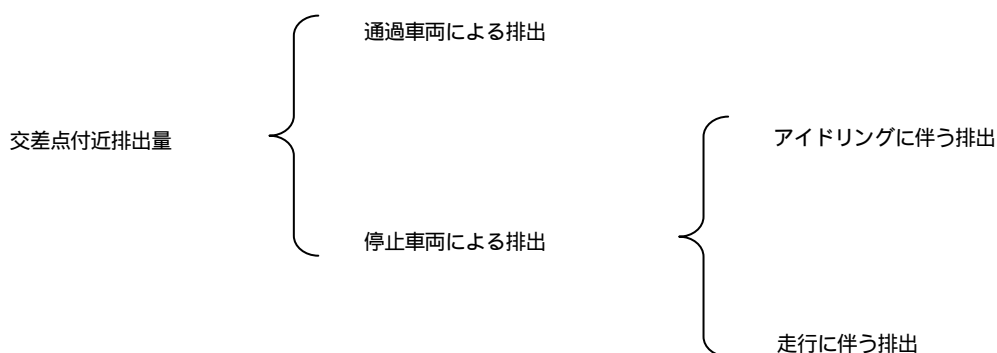 通過車両による排出
交差点付近排出量
アイドリングに伴う排出
停止車両による排出
走行に伴う排出